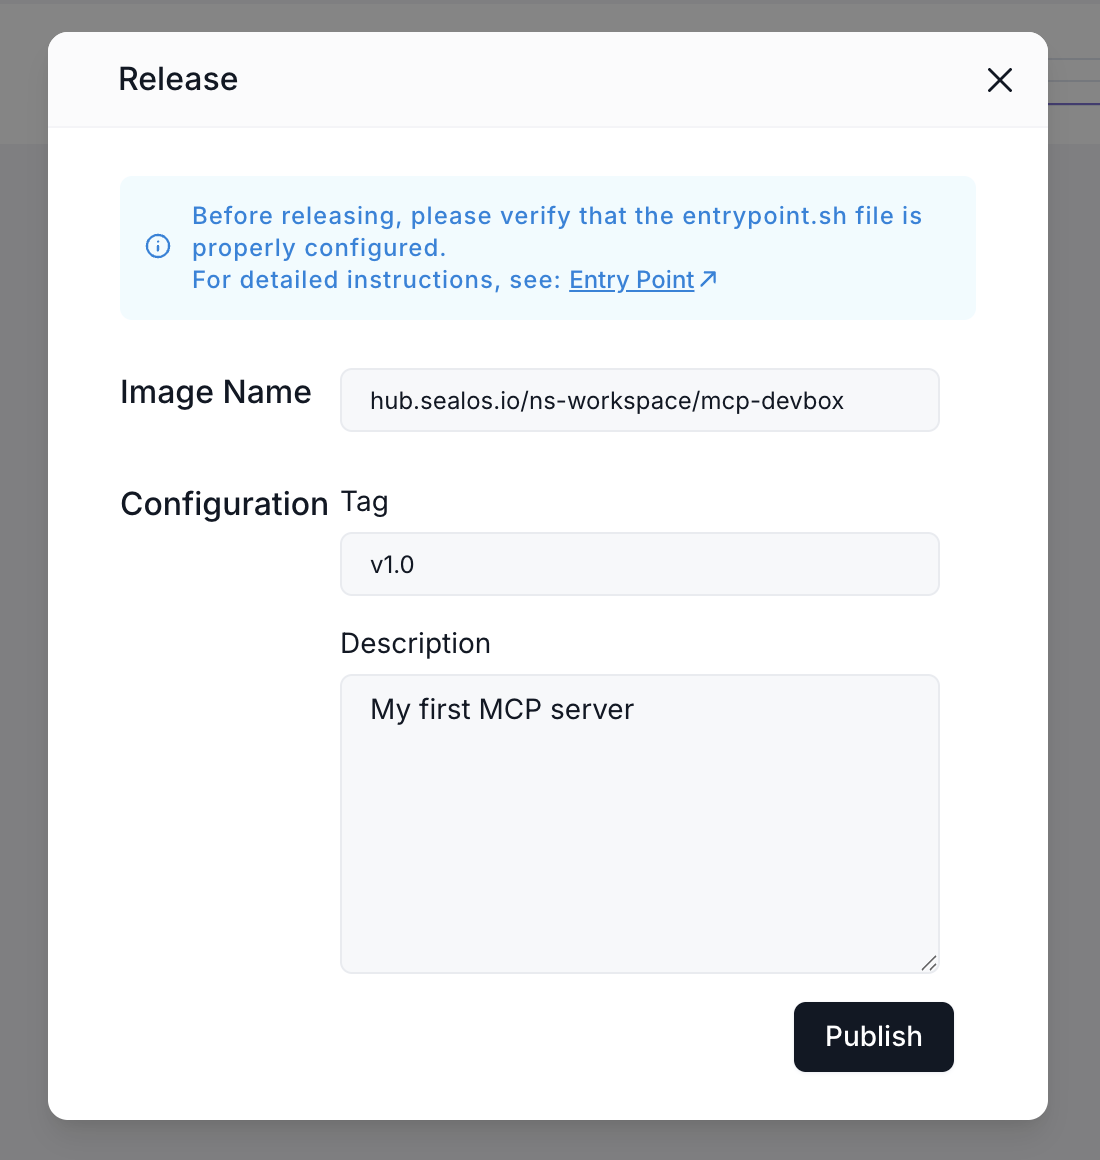 Release
Before releasing, please verify that the entrypoint.sh file is
properly configured.
For detailed instructions, see: Entry Point
Image Name
hub.sealos.io/ns-workspace/mcp-devbox
Configuration
Tag
v1.0
Description
My first MCP server
Publish